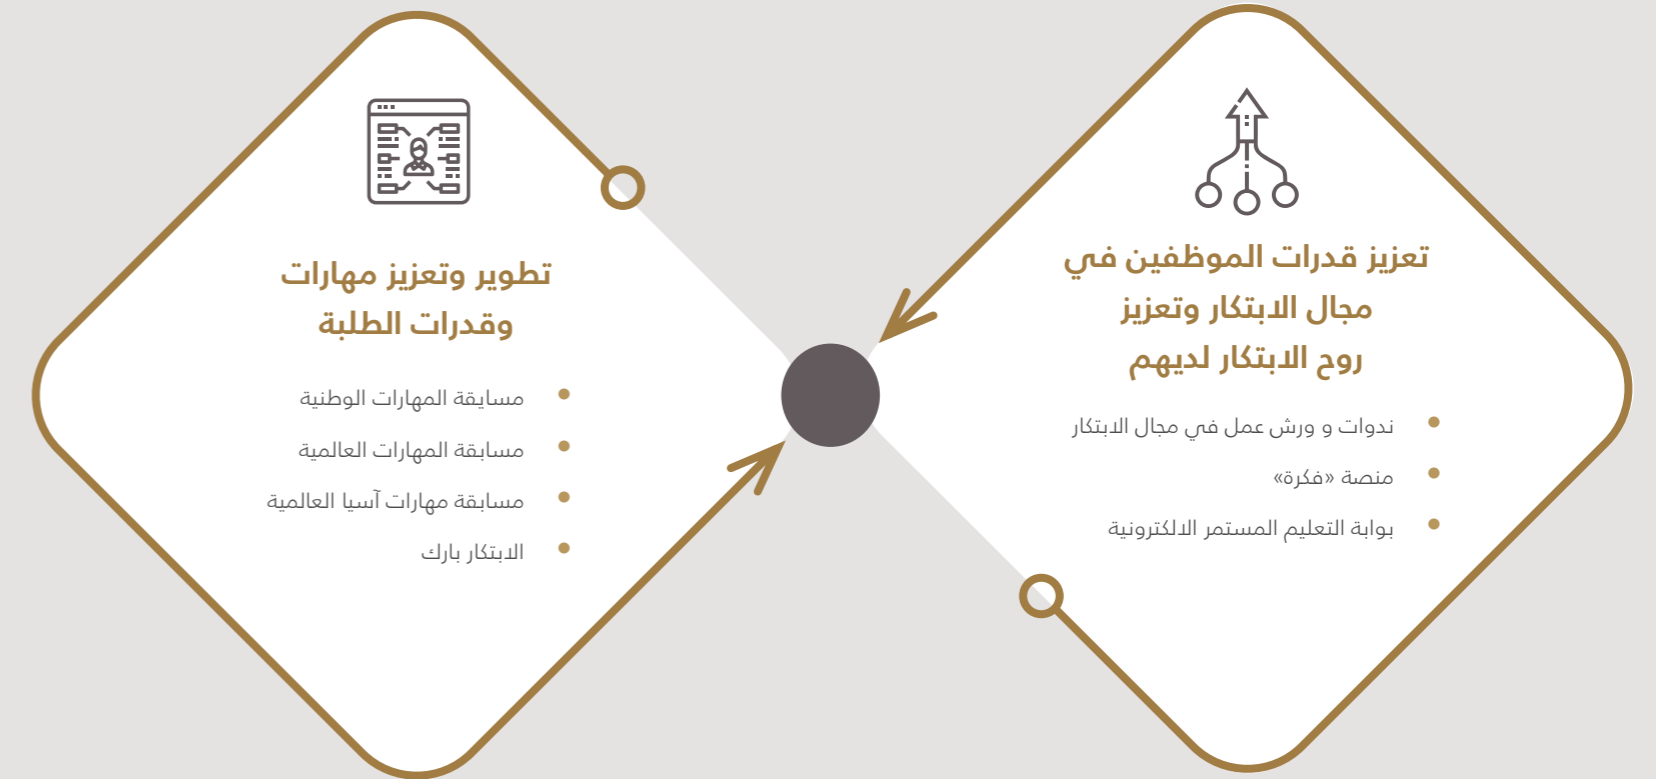 تعزيز قدرات الموظفين في
مجال الابتكار وتعزيز
روح الابتكار لديهم
ندوات و ورش عمل في مجال الابتكار
منصة «فكرة»
بوابة التعليم المستمر الالكترونية
تطوير وتعزيز مهارات
وقدرات الطلبة
مسايقة المهارات الوطنية
مسابقة المهارات العالمية
مسابقة مهارات آسيا العالمية
الابتكار بارك